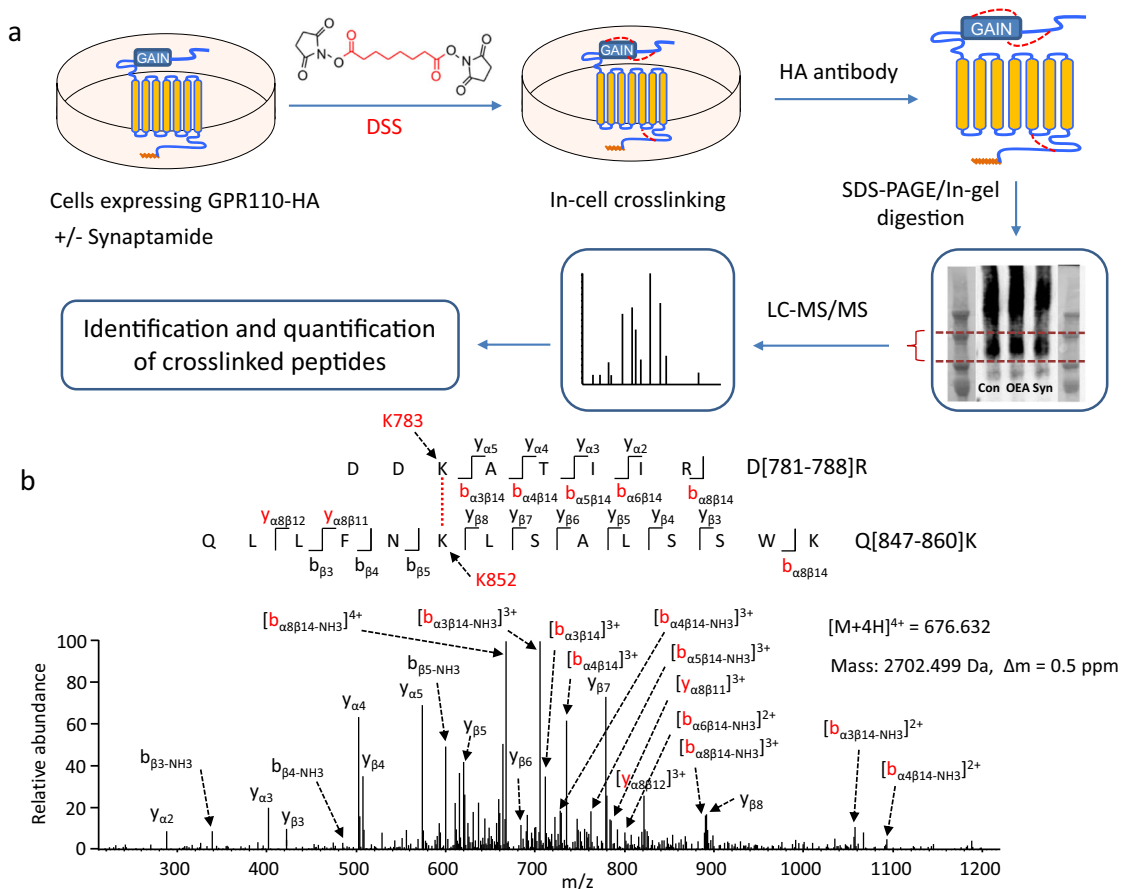 a
GAIN
O
O
N
O
O
O
O
N
O
O
DSS
GAIN
HA antibody
GAIN
Cells expressing GPR110-HA
+/- Synaptamide
In-cell crosslinking
SDS-PAGE/In-gel
digestion
Identification and quantification
of crosslinked peptides
LC-MS/MS
Con OEA Syn
b
K783
yα5 yα4 yα3 yα2
D D K A T I I R D[781-788]R
bα3β14 bα4β14 bα5β14 bα6β14 bα8β14
yα8β12 yα8β11 yβ8 yβ7 yβ6 yβ5 yβ4 yβ3
Q L L F N K L S A L S S W K Q[847-860]K
bβ3 bβ4 bβ5 K852 bα8β14
[bα8β14-NH3]4+
[bα3β14-NH3]3+
[bα3β14]3+
[bα4β14]3+
[bα4β14-NH3]3+
[bα5β14-NH3]3+
[yα8β11]3+
[bα6β14-NH3]2+
[bα8β14-NH3]3+
[M+4H]4+ = 676.632
Mass: 2702.499 Da, Δm = 0.5 ppm
bβ5-NH3
yα5
yα4
yβ7
yβ5
yβ4
yβ6
[yα8β12]3+
yβ8
[bα3β14-NH3]2+
[bα4β14-NH3]2+
bβ3-NH3
bβ4-NH3
yα2
yα3
yβ3
Relative abundance
100
80
60
40
20
0
300 400 500 600 700 800 900 1000 1100 1200
m/z